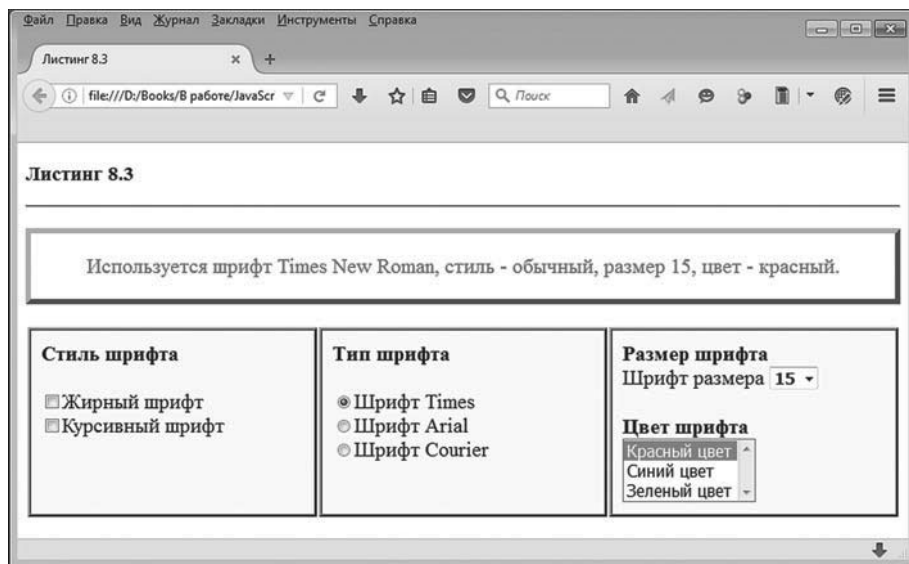 Файл Правка Вид Журнал Закладки Инструменты Справка
Листинг 8.3
file:///D:/Books/В работе/JavaScr
Поиск
Листинг 8.3
Используется шрифт Times New Roman, стиль - обычный, размер 15, цвет - красный.
Стиль шрифта
Жирный шрифт
Курсивный шрифт
Тип шрифта
Шрифт Times
Шрифт Arial
Шрифт Courier
Размер шрифта
Шрифт размера 15
Цвет шрифта
Красный цвет
Синий цвет
Зеленый цвет